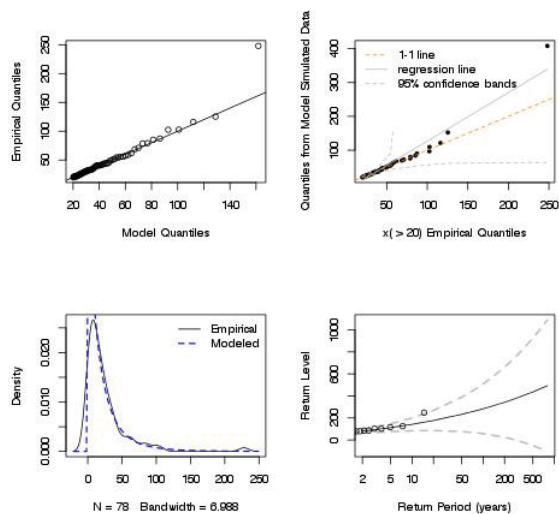 Empirical Quantiles
50 100 150 200 250
20 40 60 80 100 140
Model Quantiles
Quantiles from Model Simulated Data
100 200 300 400
1-1 line
regression line
95% confidence bands
50 100 150 200 250
x( > 20) Empirical Quantiles
Density
0.000 0.010 0.020
Empirical
Modeled
0 50 100 150 200 250
N = 78 Bandwidth = 6.988
Return Level
0 200 400 600 1000
2 5 10 20 50 100 200 500
Return Period (years)